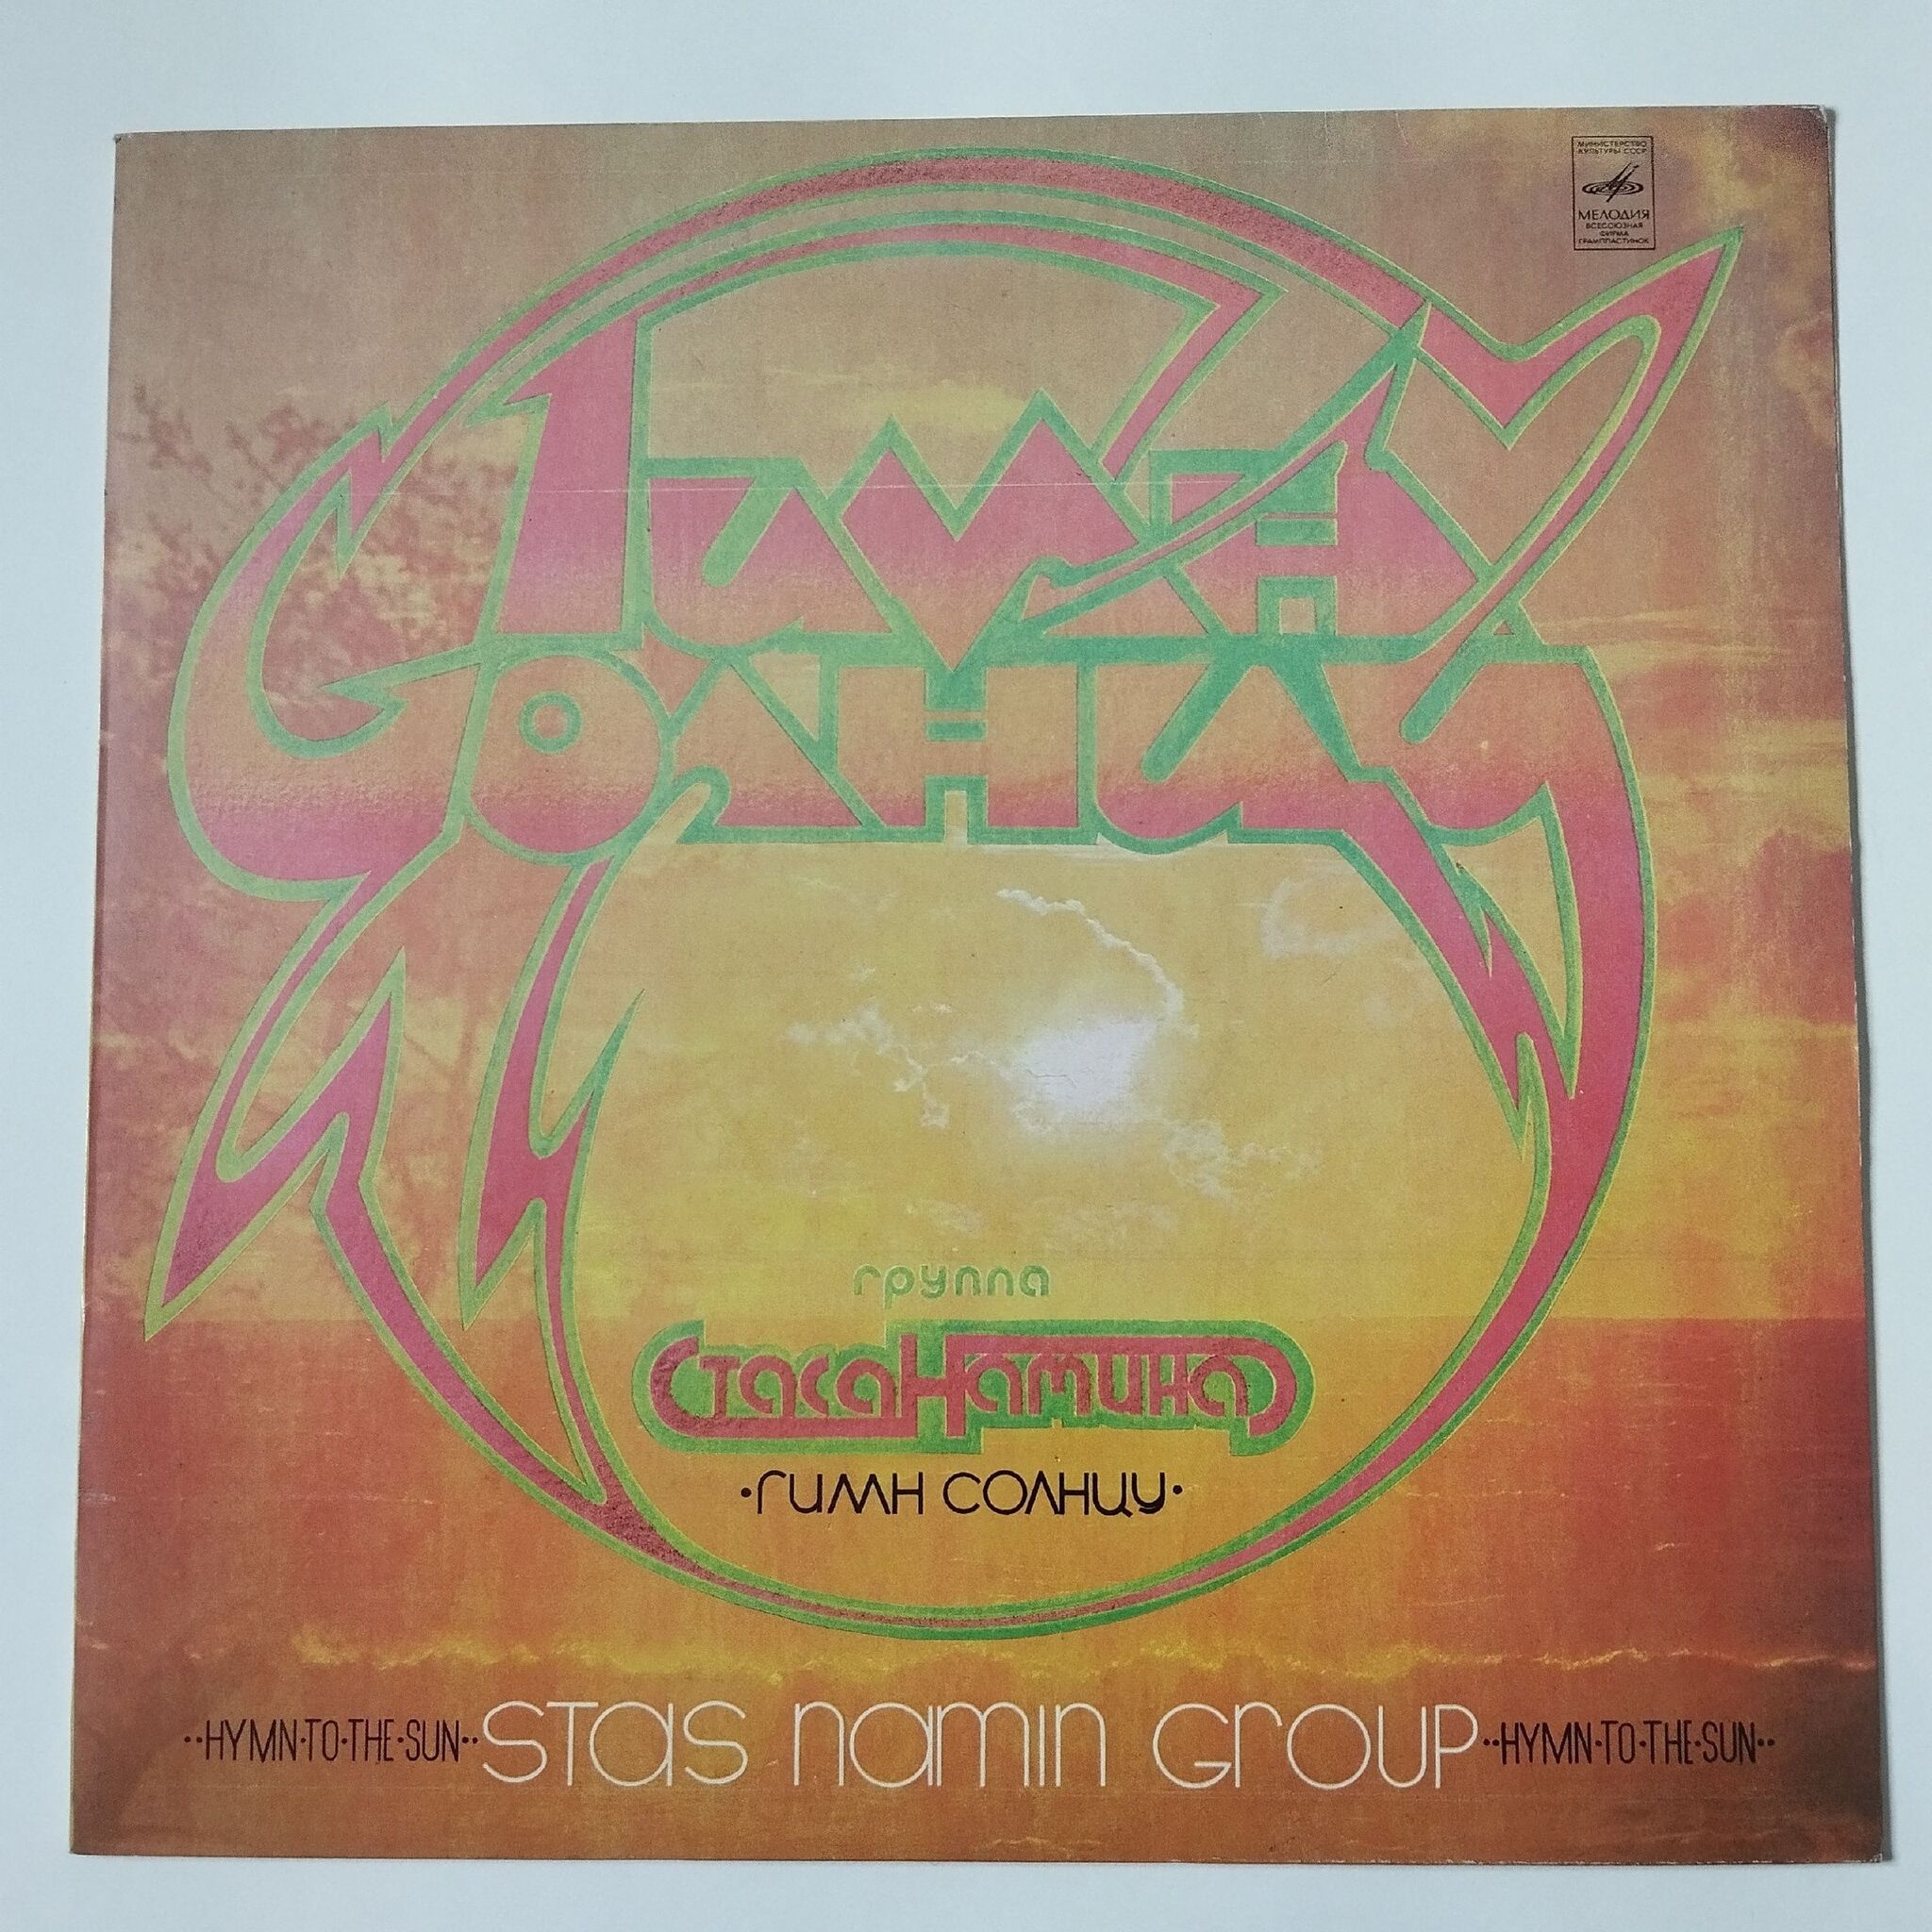 МИНИСТЕРСТВО
КУЛЬТУРЫ СССР
МЕЛОДИЯ
ВСЕСОЮЗНАЯ
ФИРМА
ГРАМПЛАСТИНОК
Гимн
Солнцу
группа
Стаса Намина
·ГИМН СОЛНЦУ·
··HYMN·TO·THE·SUN·· STAS NAMIN GROUP ··HYMN·TO·THE·SUN··